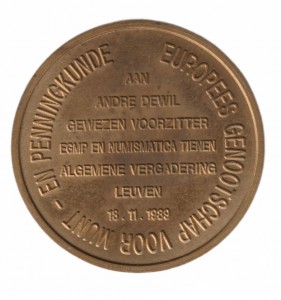 EUROPEES GENOOTSCHAP VOOR MUNT - EN PENNINGKUNDE
AAN
ANDRE DEWIL
GEWEZEN VOORZITTER
EGMP EN NUMISMATICA TIENEN
ALGEMENE VERGADERING
LEUVEN
18.11.1989